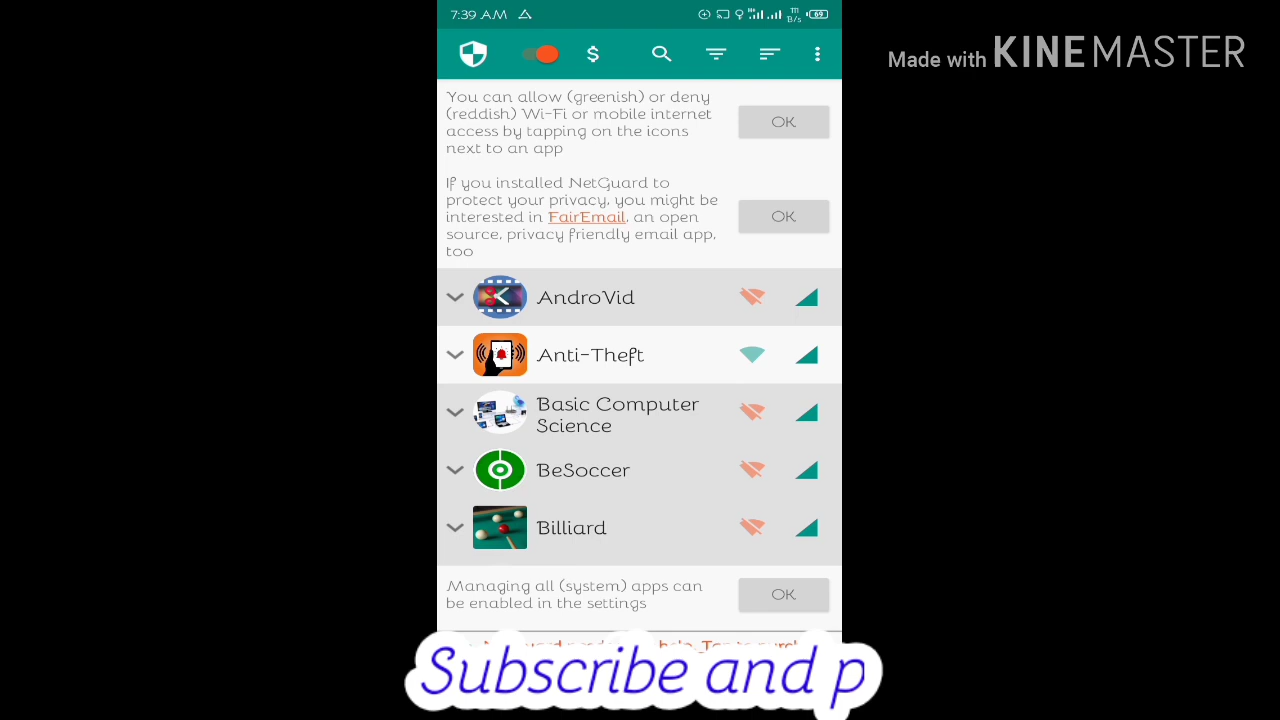 7:39 AM
69
B/s
Made with KINEMASTER
You can allow (greenish) or deny
(reddish) Wi-Fi or mobile internet
access by tapping on the icons
next to an app
OK
If you installed NetGuard to
protect your privacy, you might be
interested in FairEmail, an open
source, privacy friendly email app,
too
OK
AndroVid
Anti-Theft
Basic Computer
Science
BeSoccer
Billiard
Managing all (system) apps can
be enabled in the settings
OK
Subscribe and p